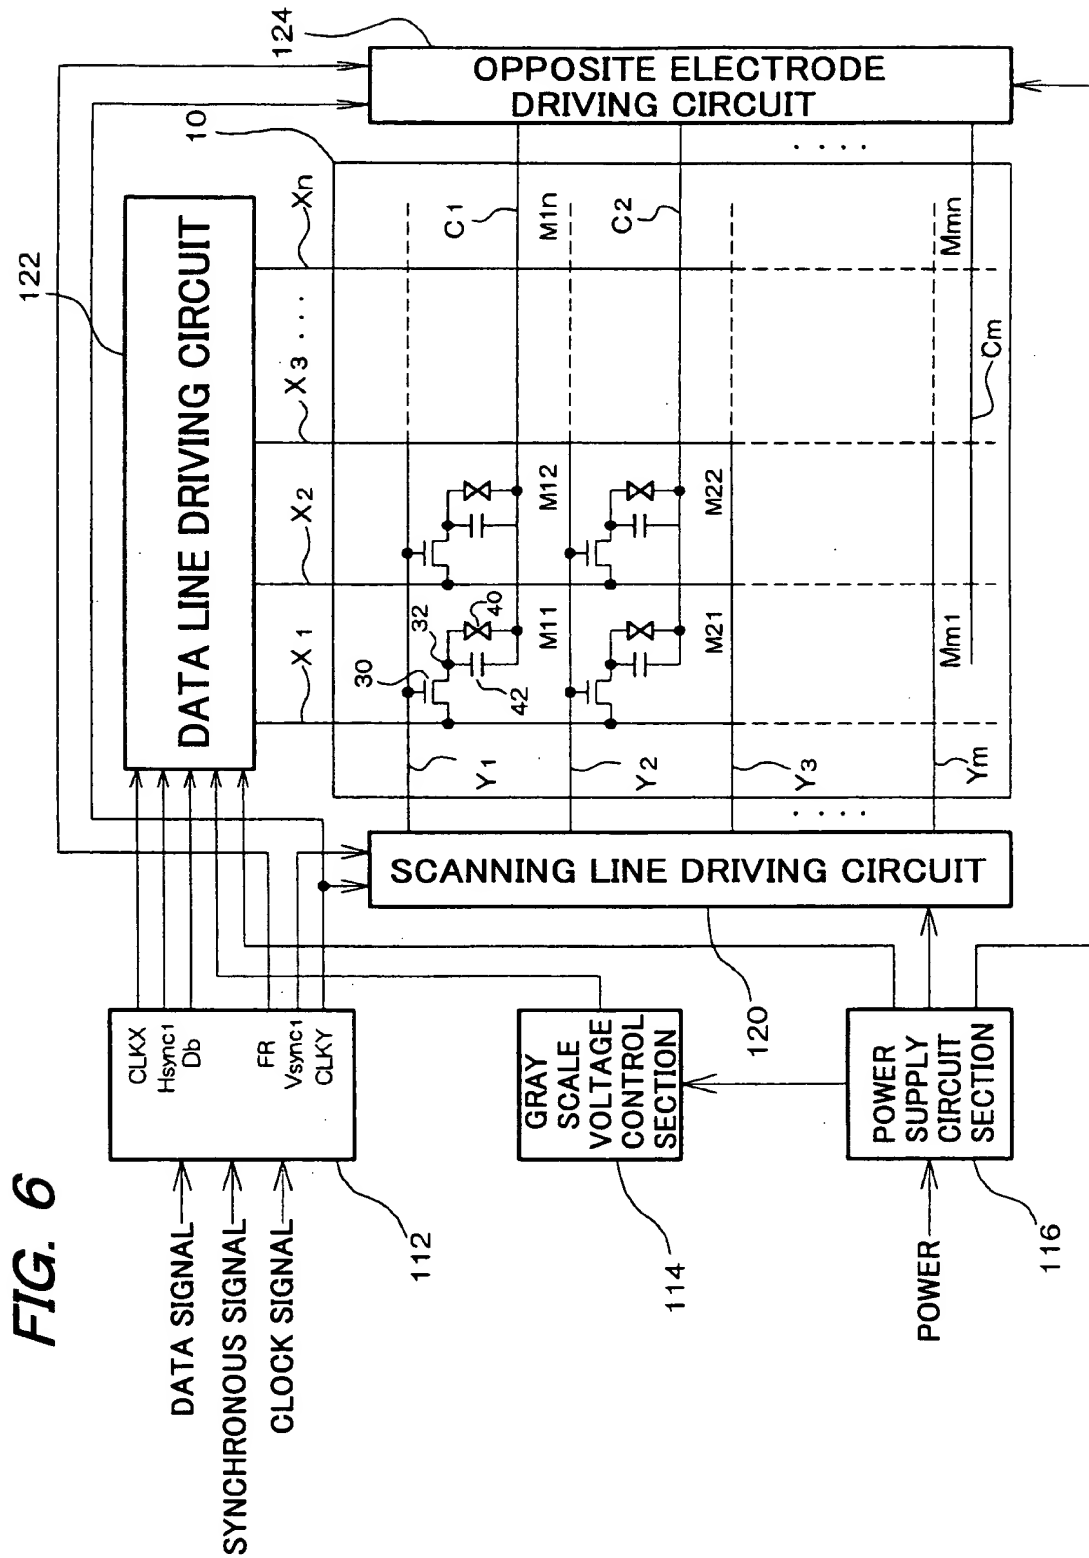 FIG. 6
DATA SIGNAL
SYNCHRONOUS SIGNAL
CLOCK SIGNAL
112
CLKX
Hsync1
Db
FR
Vsync1
CLKY
122
DATA LINE DRIVING CIRCUIT
X1
X2
X3
. . . .
Xn
10
124
OPPOSITE ELECTRODE
DRIVING CIRCUIT
GRAY
SCALE
VOLTAGE
CONTROL
SECTION
114
POWER
POWER
SUPPLY
CIRCUIT
SECTION
116
120
SCANNING LINE DRIVING CIRCUIT
Y1
30
32
40
42
M11
M12
C1
M1n
Y2
M21
M22
C2
Y3
. . . .
. . . .
Ym
Mm1
Cm
Mmn